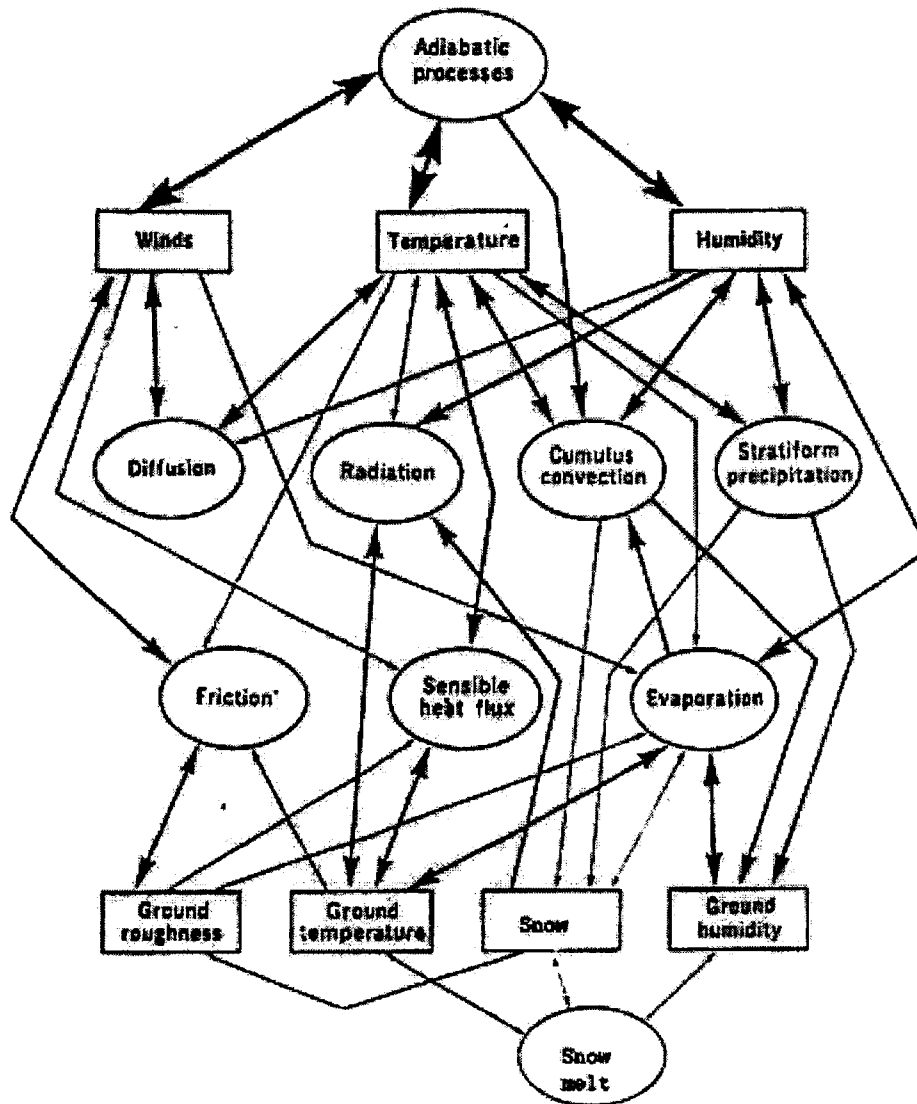 Adiabatic
processes
Winds
Temperature
Humidity
Diffusion
Radiation
Cumulus
convection
Stratiform
precipitation
Friction
Sensible
heat flux
Evaporation
Ground
roughness
Ground
temperature
Snow
Ground
humidity
Snow
melt